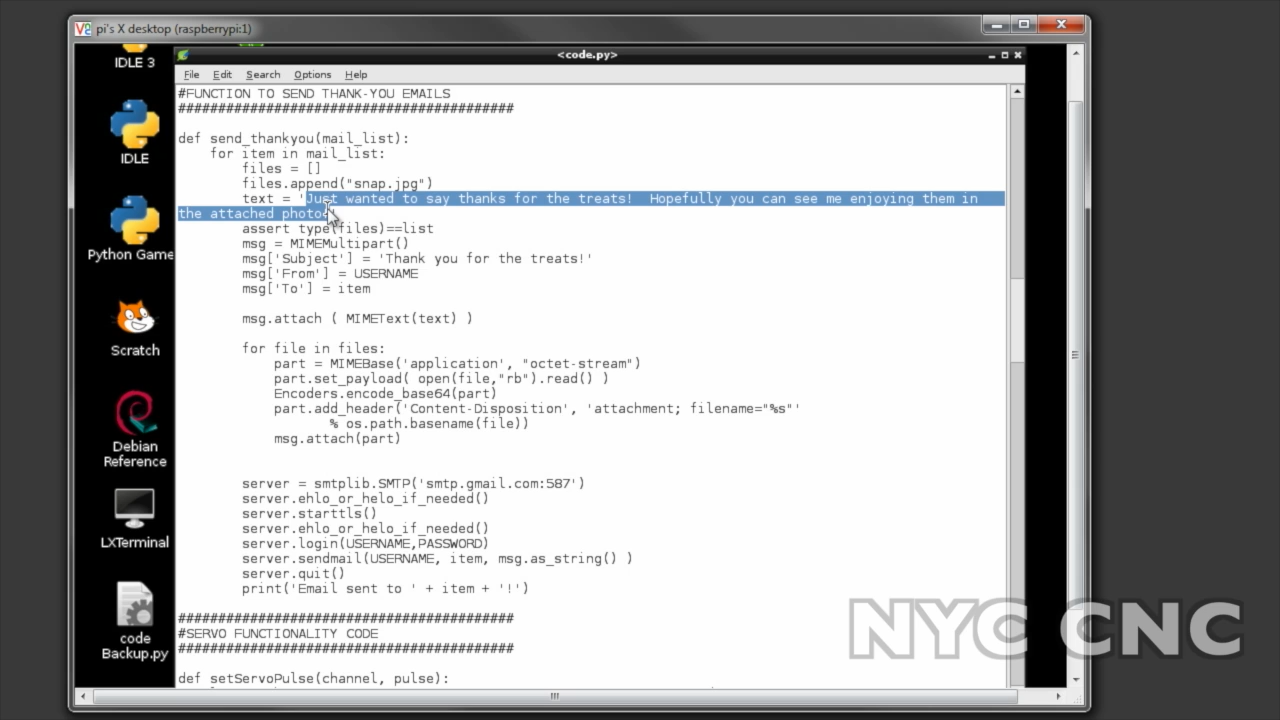 pi's X desktop (raspberrypi:1)
<code.py>
File Edit Search Options Help
IDLE 3
IDLE
Python Game
Scratch
Debian
Reference
LXTerminal
code
Backup.py
#FUNCTION TO SEND THANK-YOU EMAILS
##########################################
def send_thankyou(mail_list):
    for item in mail_list:
        files = []
        files.append("snap.jpg")
        text = 'Just wanted to say thanks for the treats!  Hopefully you can see me enjoying them in
the attached photo
        assert type(files)==list
        msg = MIMEMultipart()
        msg['Subject'] = 'Thank you for the treats!'
        msg['From'] = USERNAME
        msg['To'] = item
        msg.attach ( MIMEText(text) )
        for file in files:
            part = MIMEBase('application', "octet-stream")
            part.set_payload( open(file,"rb").read() )
            Encoders.encode_base64(part)
            part.add_header('Content-Disposition', 'attachment; filename="%s"'
                   % os.path.basename(file))
            msg.attach(part)
        server = smtplib.SMTP('smtp.gmail.com:587')
        server.ehlo_or_helo_if_needed()
        server.starttls()
        server.ehlo_or_helo_if_needed()
        server.login(USERNAME,PASSWORD)
        server.sendmail(USERNAME, item, msg.as_string() )
        server.quit()
        print('Email sent to ' + item + '!')
##########################################
#SERVO FUNCTIONALITY CODE
##########################################
def setServoPulse(channel, pulse):
NYC CNC